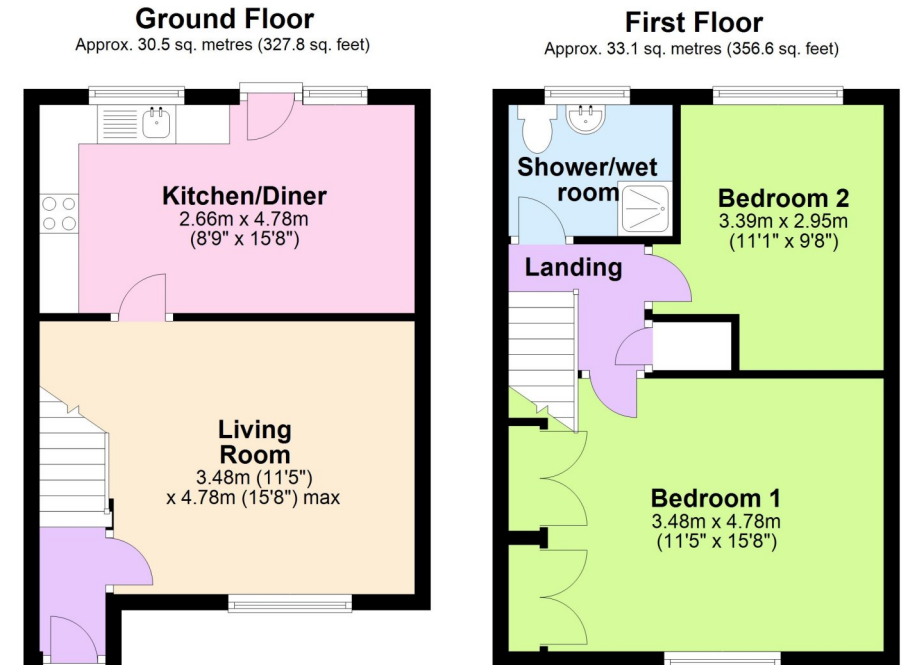 Ground Floor
Approx. 30.5 sq. metres (327.8 sq. feet)
Kitchen/Diner
2.66m x 4.78m
(8'9" x 15'8")
Living
Room
3.48m (11'5")
x 4.78m (15'8") max
First Floor
Approx. 33.1 sq. metres (356.6 sq. feet)
Shower/wet
room
Bedroom 2
3.39m x 2.95m
(11'1" x 9'8")
Landing
Bedroom 1
3.48m x 4.78m
(11'5" x 15'8")